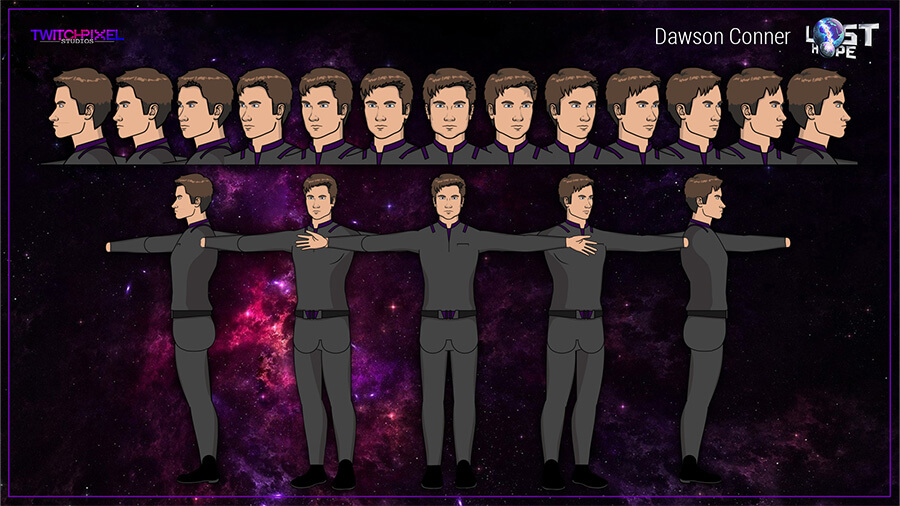 TWITCHPIXEL
STUDIOS
Dawson Conner
LOST
HOPE